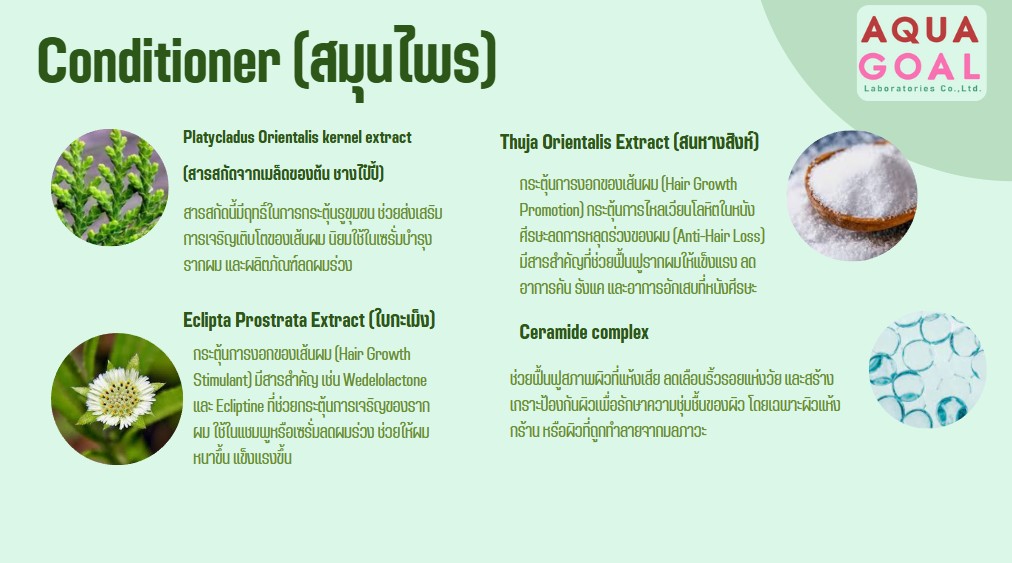 Conditioner (สมุนไพร)
AQUA
GOAL
Laboratories Co.,Ltd.
Platycladus Orientalis kernel extract
(สารสกัดจากเมล็ดของต้น ชางไป๋ปี้)
สารสกัดนี้มีฤทธิ์ในการกระตุ้นรูขุมขน ช่วยส่งเสริม
การเจริญเติบโตของเส้นผม นิยมใช้ในเซรั่มบำรุง
รากผม และผลิตภัณฑ์ลดผมร่วง
Eclipta Prostrata Extract (ใบกะเม็ง)
กระตุ้นการงอกของเส้นผม (Hair Growth
Stimulant) มีสารสำคัญ เช่น Wedelolactone
และ Ecliptine ที่ช่วยกระตุ้นการเจริญของราก
ผม ใช้ในแชมพูหรือเซรั่มลดผมร่วง ช่วยให้ผม
หนาขึ้น แข็งแรงขึ้น
Thuja Orientalis Extract (สนหางสิงห์)
กระตุ้นการงอกของเส้นผม (Hair Growth
Promotion) กระตุ้นการไหลเวียนโลหิตในหนัง
ศีรษะลดการหลุดร่วงของผม (Anti-Hair Loss)
มีสารสำคัญที่ช่วยฟื้นฟูรากผมให้แข็งแรง ลด
อาการคัน รังแค และอาการอักเสบที่หนังศีรษะ
Ceramide complex
ช่วยฟื้นฟูสภาพผิวที่แห้งเสีย ลดเลือนริ้วรอยแห่งวัย และสร้าง
เกราะป้องกันผิวเพื่อรักษาความชุ่มชื้นของผิว โดยเฉพาะผิวแห้ง
กร้าน หรือผิวที่ถูกทำลายจากมลภาวะ